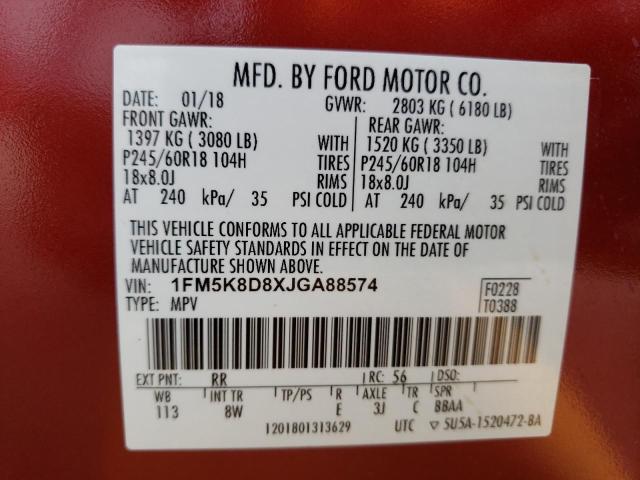 MFD. BY FORD MOTOR CO.
DATE: 01/18 GVWR: 2803 KG ( 6180 LB)
FRONT GAWR: REAR GAWR:
1397 KG ( 3080 LB) WITH 1520 KG ( 3350 LB) WITH
P245/60R18 104H TIRES P245/60R18 104H TIRES
18x8.0J RIMS 18x8.0J RIMS
AT 240 kPa/ 35 PSI COLD AT 240 kPa/ 35 PSI COLD
THIS VEHICLE CONFORMS TO ALL APPLICABLE FEDERAL MOTOR
VEHICLE SAFETY STANDARDS IN EFFECT ON THE DATE OF
MANUFACTURE SHOWN ABOVE.
VIN: 1FM5K8D8XJGA88574 F0228
TYPE: MPV T0388
EXT PNT: RR RC: 56 DSO:
WB INT TR TP/PS R AXLE TR SPR
113 8W E 3J C BBAA
1201801313629 UTC ▽ 5U5A-1520472-BA